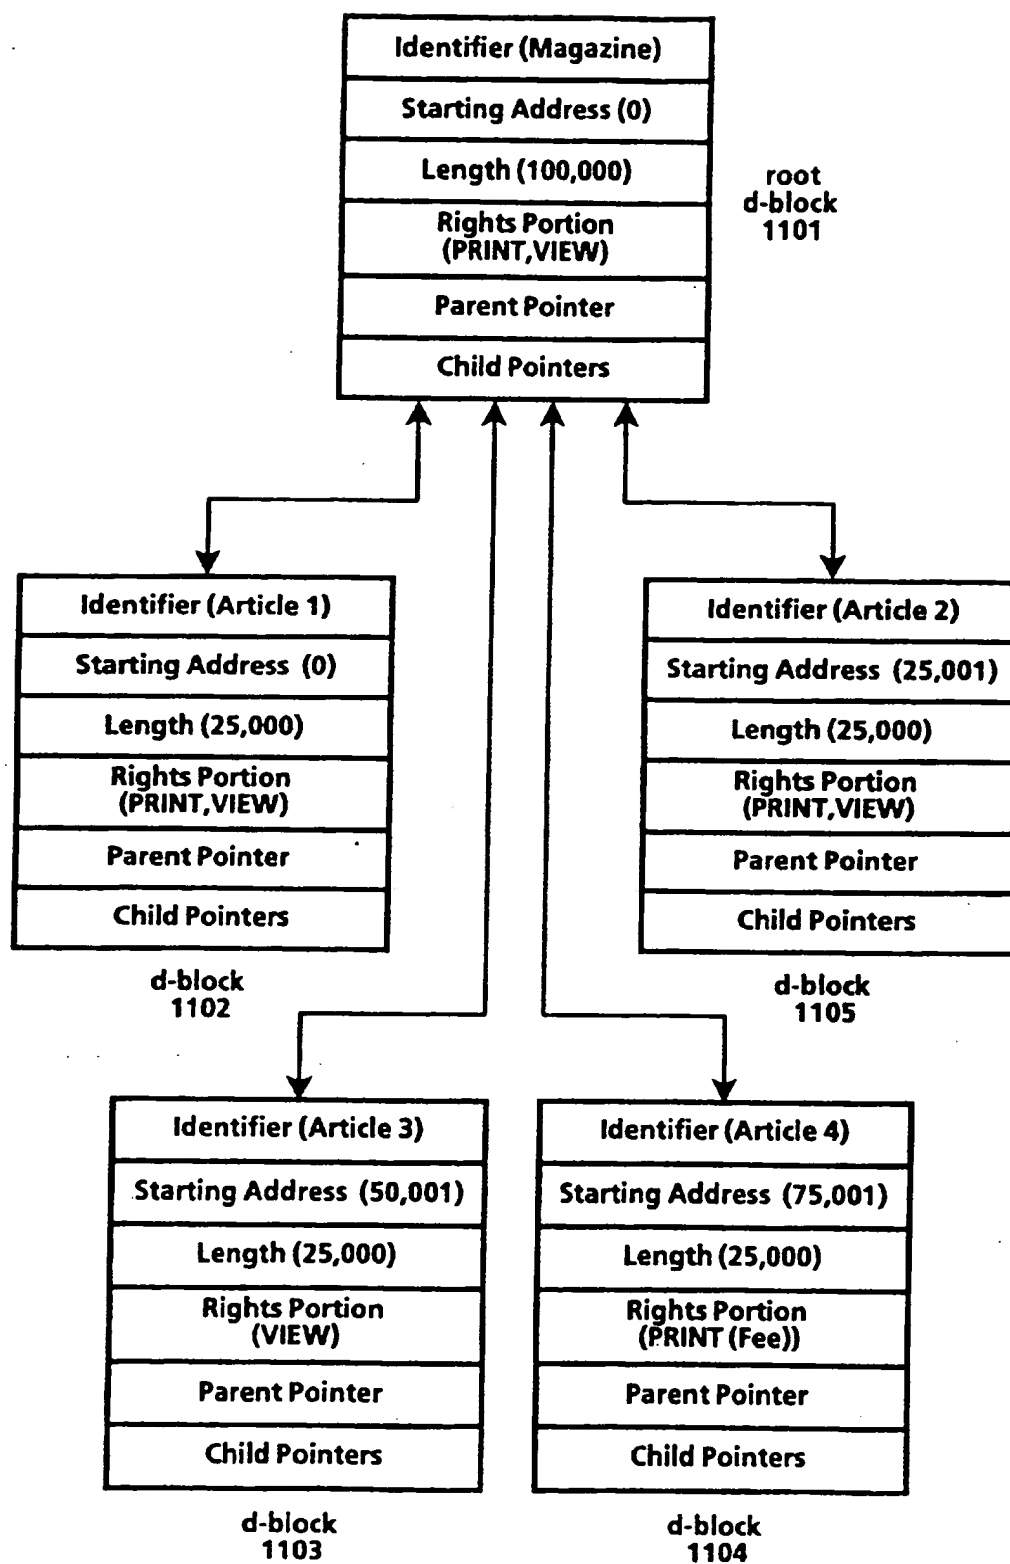 Identifier (Magazine)
Starting Address (0)
Length (100,000)
Rights Portion
(PRINT,VIEW)
Parent Pointer
Child Pointers
root
d-block
1101
Identifier (Article 1)
Starting Address (0)
Length (25,000)
Rights Portion
(PRINT,VIEW)
Parent Pointer
Child Pointers
d-block
1102
Identifier (Article 2)
Starting Address (25,001)
Length (25,000)
Rights Portion
(PRINT,VIEW)
Parent Pointer
Child Pointers
d-block
1105
Identifier (Article 3)
Starting Address (50,001)
Length (25,000)
Rights Portion
(VIEW)
Parent Pointer
Child Pointers
d-block
1103
Identifier (Article 4)
Starting Address (75,001)
Length (25,000)
Rights Portion
(PRINT (Fee))
Parent Pointer
Child Pointers
d-block
1104